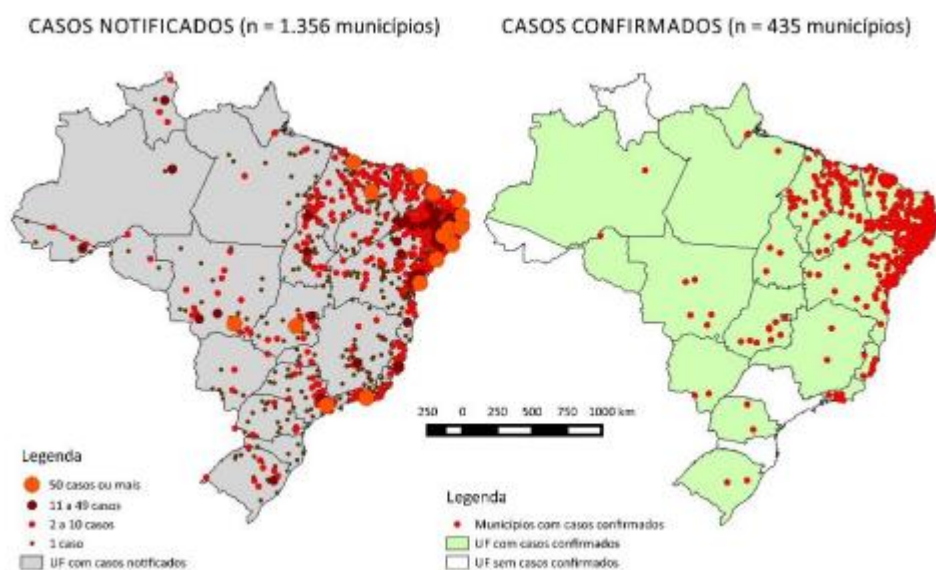 CASOS NOTIFICADOS (n = 1.356 municípios)
CASOS CONFIRMADOS (n = 435 municípios)
250 0 250 500 750 1000 km
Legenda
50 casos ou mais
11 a 49 casos
2 a 10 casos
1 caso
UF com casos notificados
Legenda
Municípios com casos confirmados
UF com casos confirmados
UF sem casos confirmados